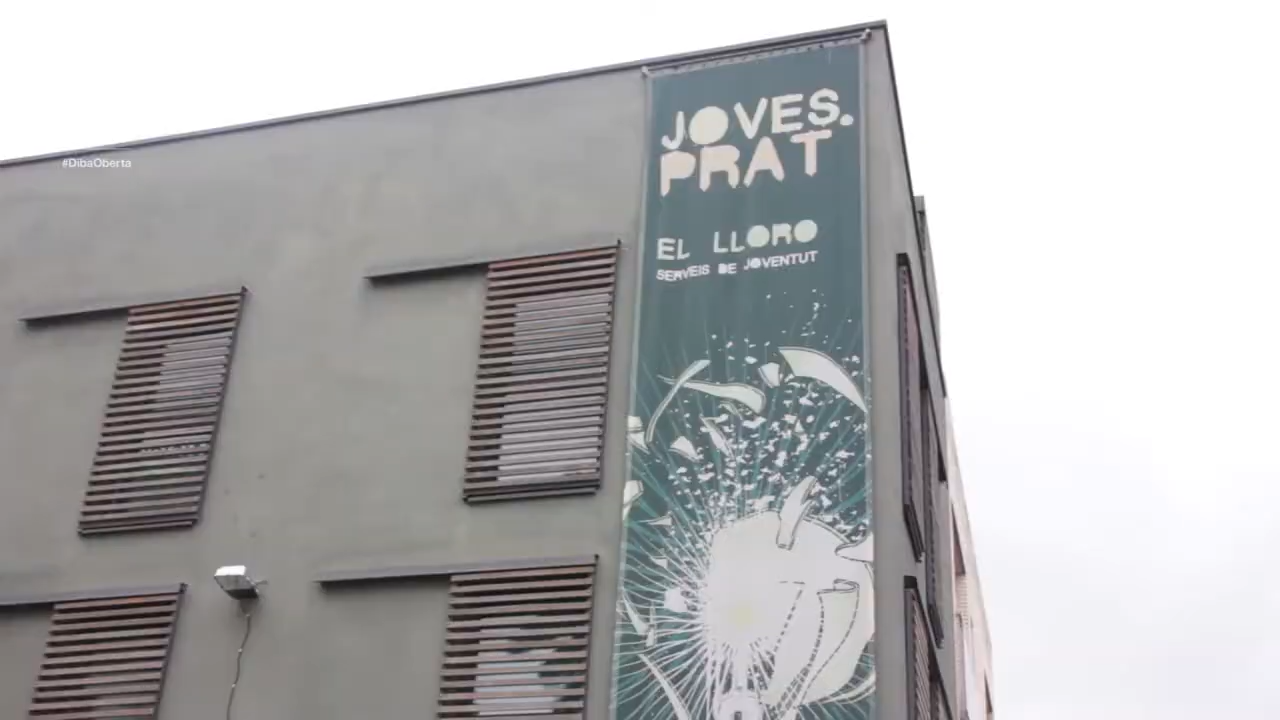 JOVES.
PRAT
#DibaOberta
EL LLORO
SERVEIS DE JOVENTUT